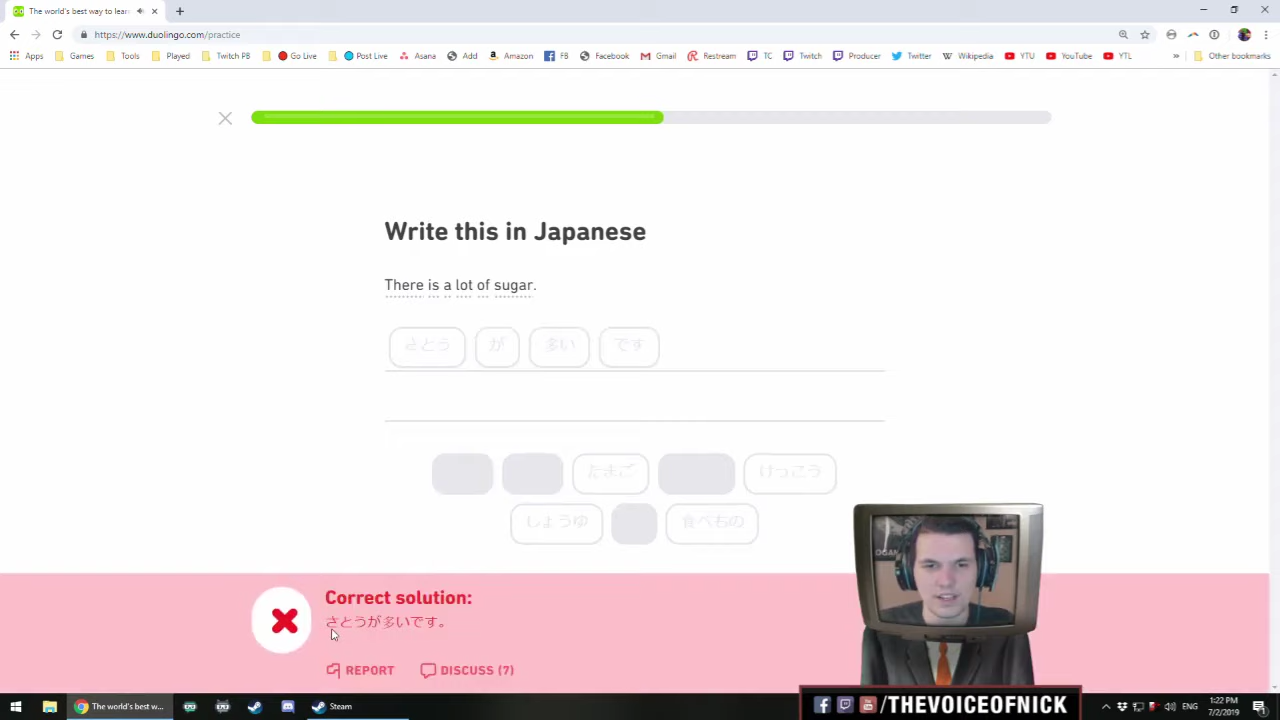 The world's best way to lear
https://www.duolingo.com/practice
Apps Games Tools Played Twitch PB Go Live Post Live Asana Add Amazon FB Facebook Gmail Restream TC Twitch Producer Twitter Wikipedia YTU YouTube YTL » Other bookmarks
Write this in Japanese
There is a lot of sugar.
さとう が 多い です
たまご けっこう
しょうゆ 食べもの
Correct solution:
さとうが多いです。
REPORT DISCUSS (7)
/THEVOICEOFNICK
The world's best w... Steam ENG 1:22 PM
7/2/2019